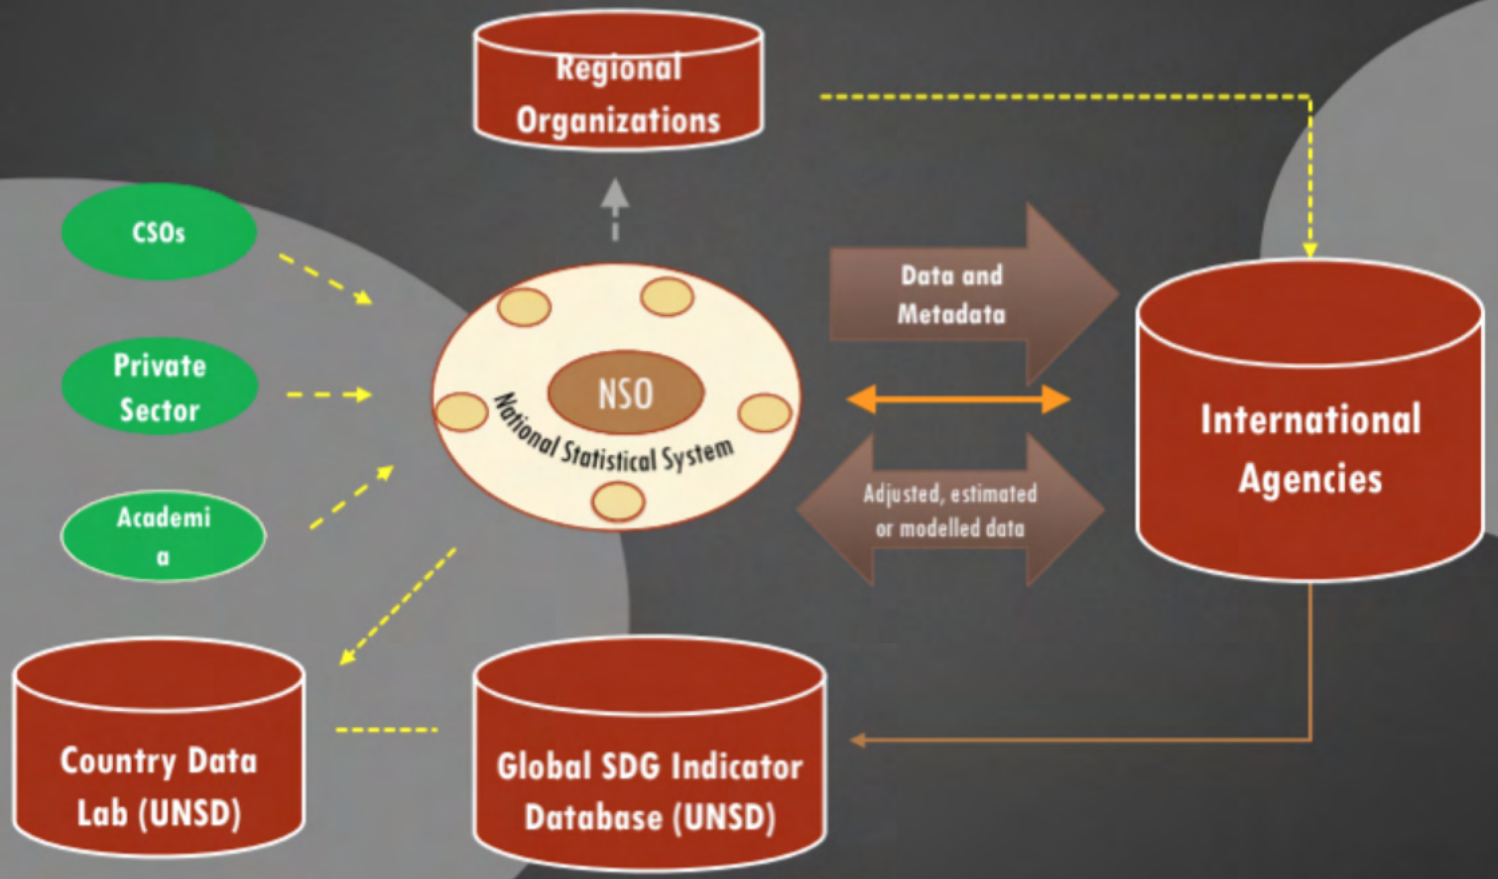 Regional
Organizations
CSOs
Data and
Metadata
Private
Sector
NSO
National Statistical System
International
Agencies
Adjusted, estimated
or modelled data
Academi
a
Country Data
Lab (UNSD)
Global SDG Indicator
Database (UNSD)